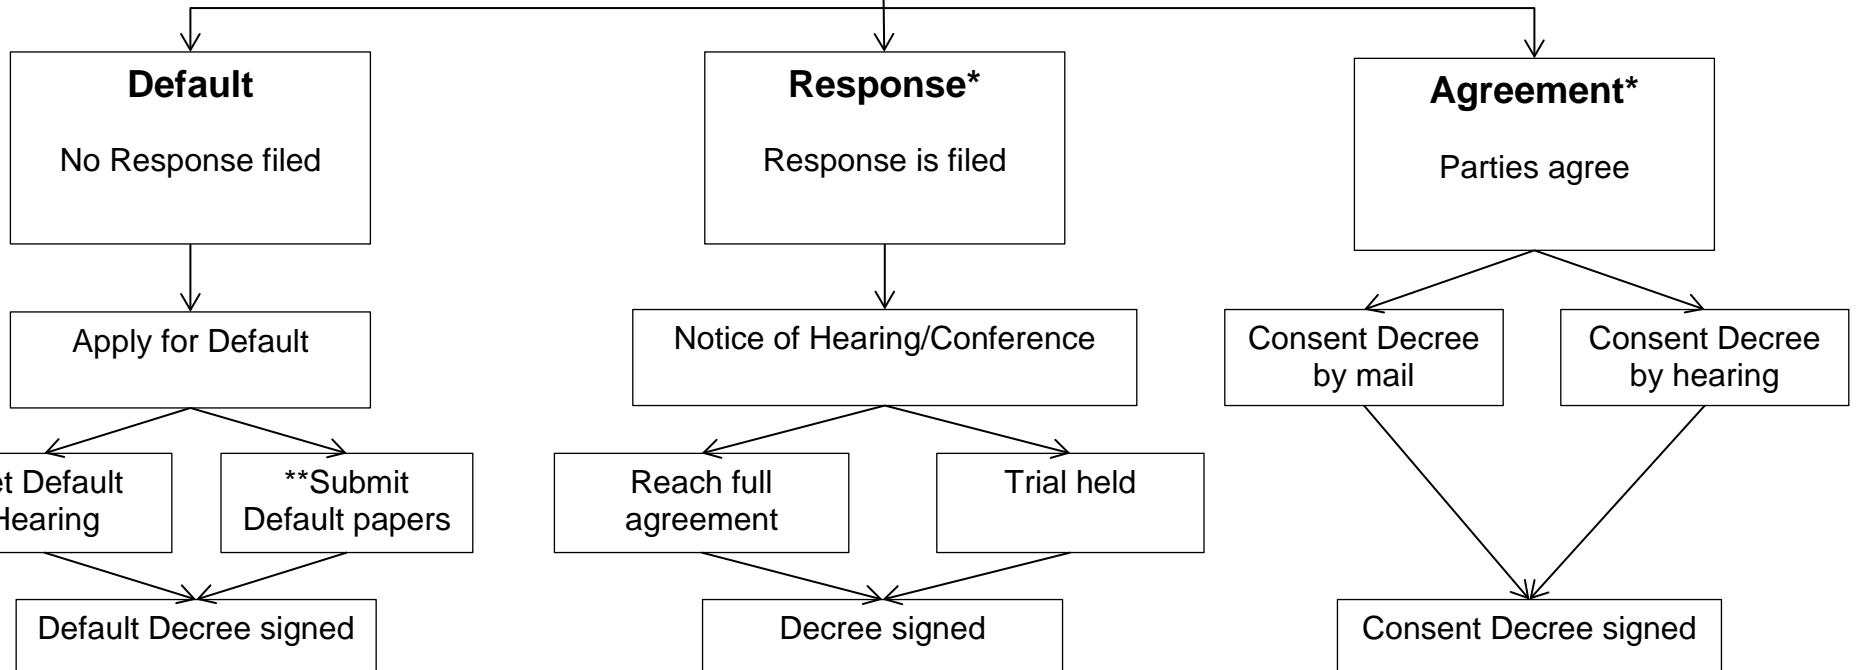 Default
No Response filed
Response*
Response is filed
Agreement*
Parties agree
Apply for Default
Notice of Hearing/Conference
Consent Decree
by mail
Consent Decree
by hearing
Default
Hearing
**Submit
Default papers
Reach full
agreement
Trial held
Default Decree signed
Decree signed
Consent Decree signed